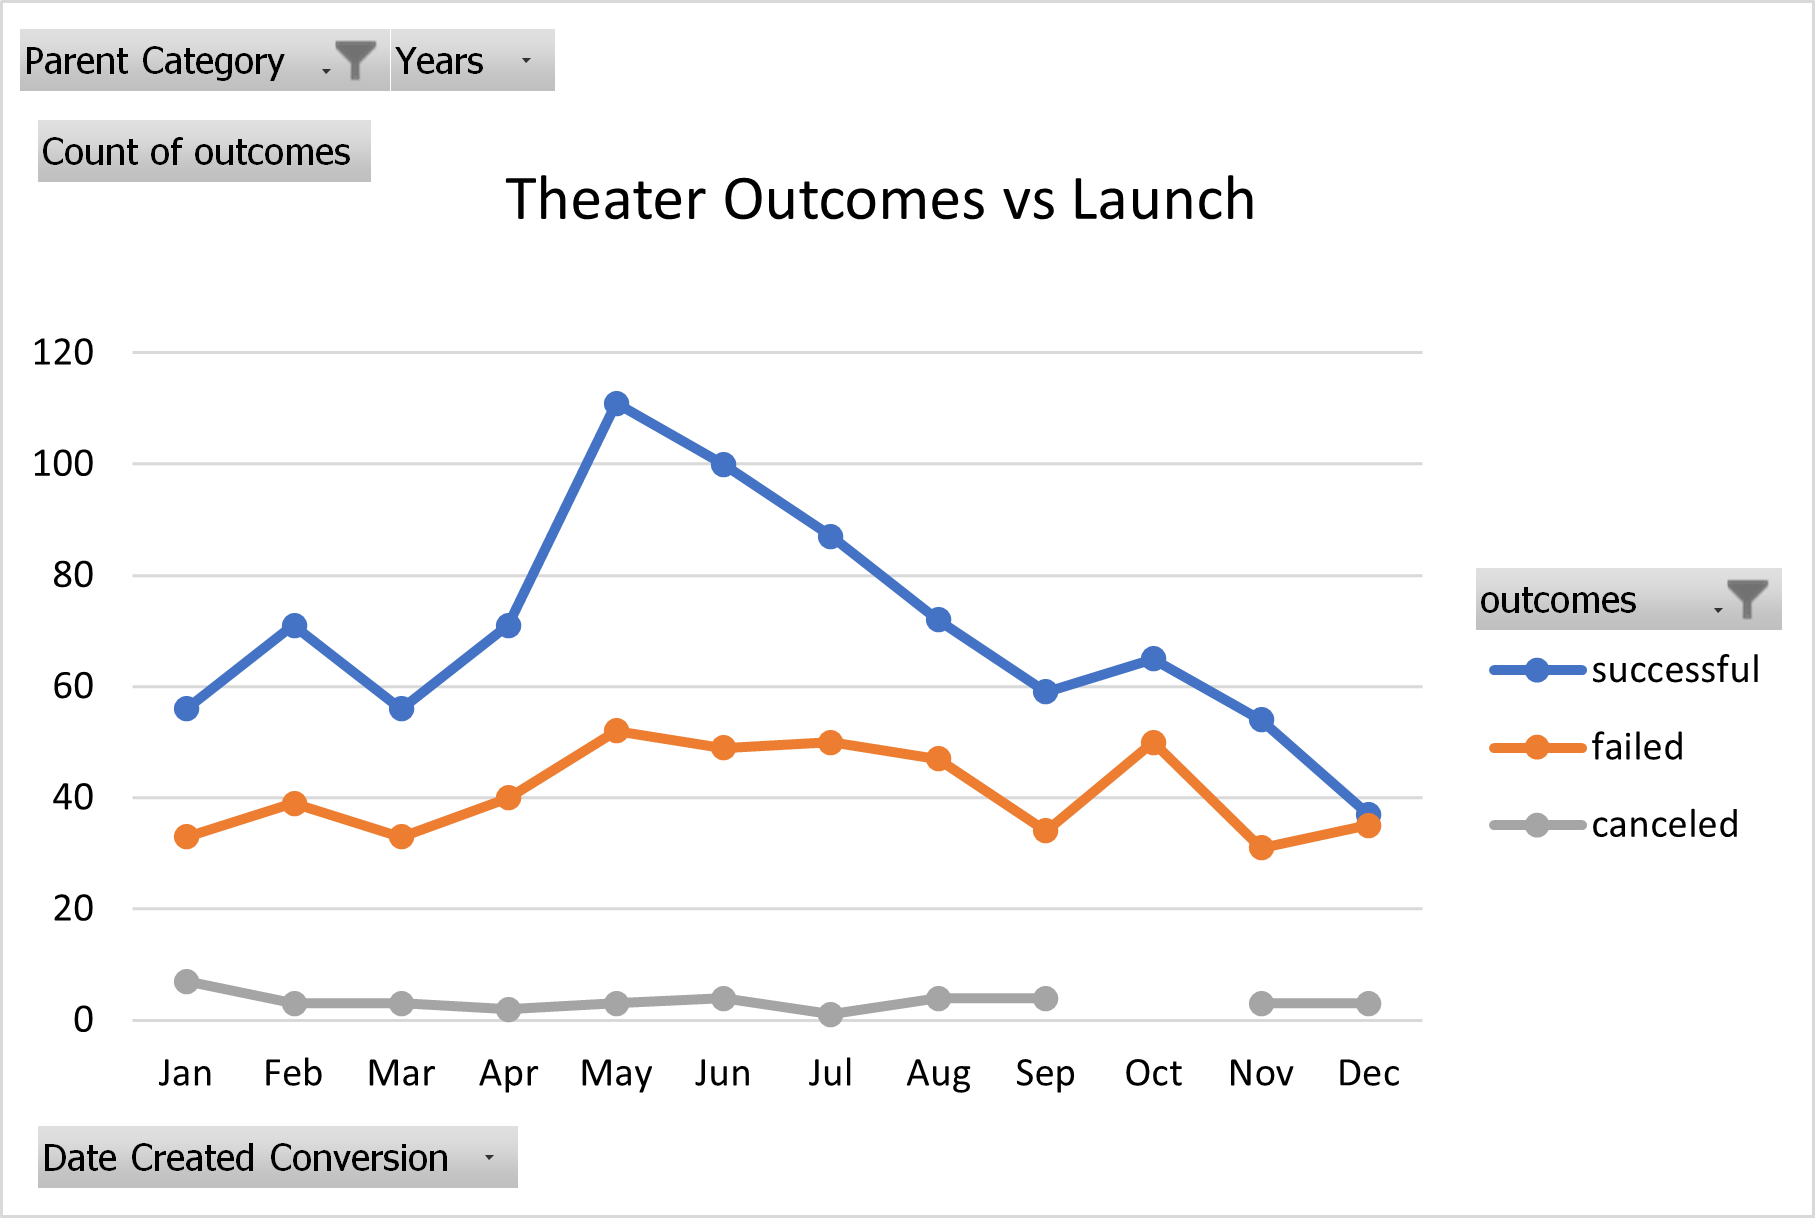 Parent Category Years
Count of outcomes
Theater Outcomes vs Launch
120
100
80
60
40
20
0
Jan Feb Mar Apr May Jun Jul Aug Sep Oct Nov Dec
outcomes
successful
failed
canceled
Date Created Conversion